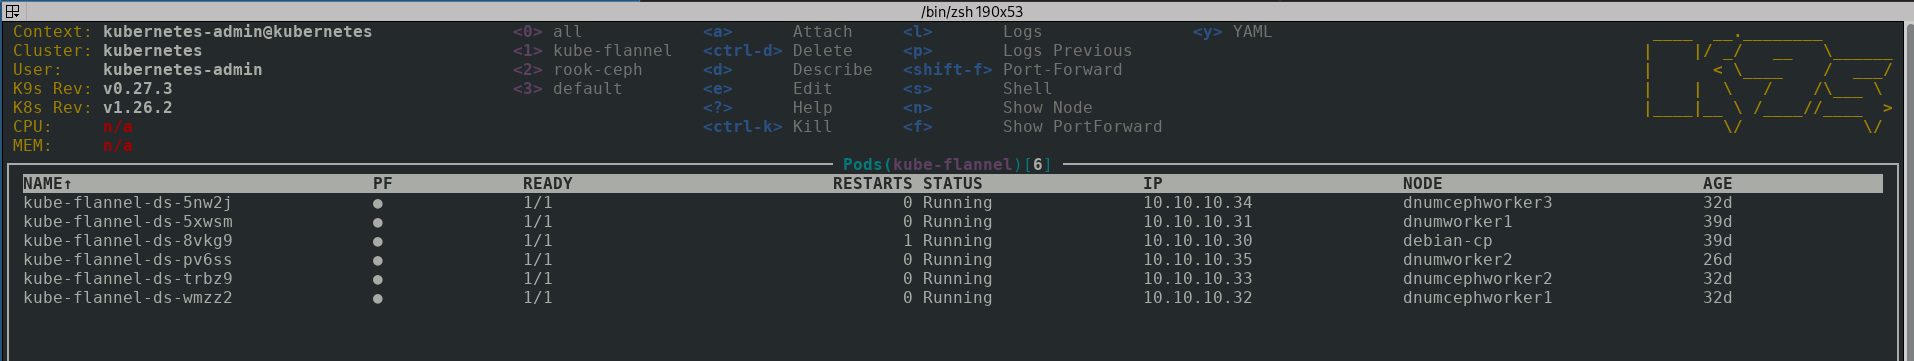 /bin/zsh 190x53
Context: kubernetes-admin@kubernetes <0> all <a> Attach <l> Logs <y> YAML
Cluster: kubernetes <1> kube-flannel <ctrl-d> Delete <p> Logs Previous
User: kubernetes-admin <2> rook-ceph <d> Describe <shift-f> Port-Forward
K9s Rev: v0.27.3 <3> default <e> Edit <s> Shell
K8s Rev: v1.26.2 <?> Help <n> Show Node
CPU: n/a <ctrl-k> Kill <f> Show PortForward
MEM: n/a
Pods(kube-flannel)[6]
NAME↑ PF READY RESTARTS STATUS IP NODE AGE
kube-flannel-ds-5nw2j ● 1/1 0 Running 10.10.10.34 dnumcephworker3 32d
kube-flannel-ds-5xwsm ● 1/1 0 Running 10.10.10.31 dnumworker1 39d
kube-flannel-ds-8vkg9 ● 1/1 1 Running 10.10.10.30 debian-cp 39d
kube-flannel-ds-pv6ss ● 1/1 0 Running 10.10.10.35 dnumworker2 26d
kube-flannel-ds-trbz9 ● 1/1 0 Running 10.10.10.33 dnumcephworker2 32d
kube-flannel-ds-wmzz2 ● 1/1 0 Running 10.10.10.32 dnumcephworker1 32d